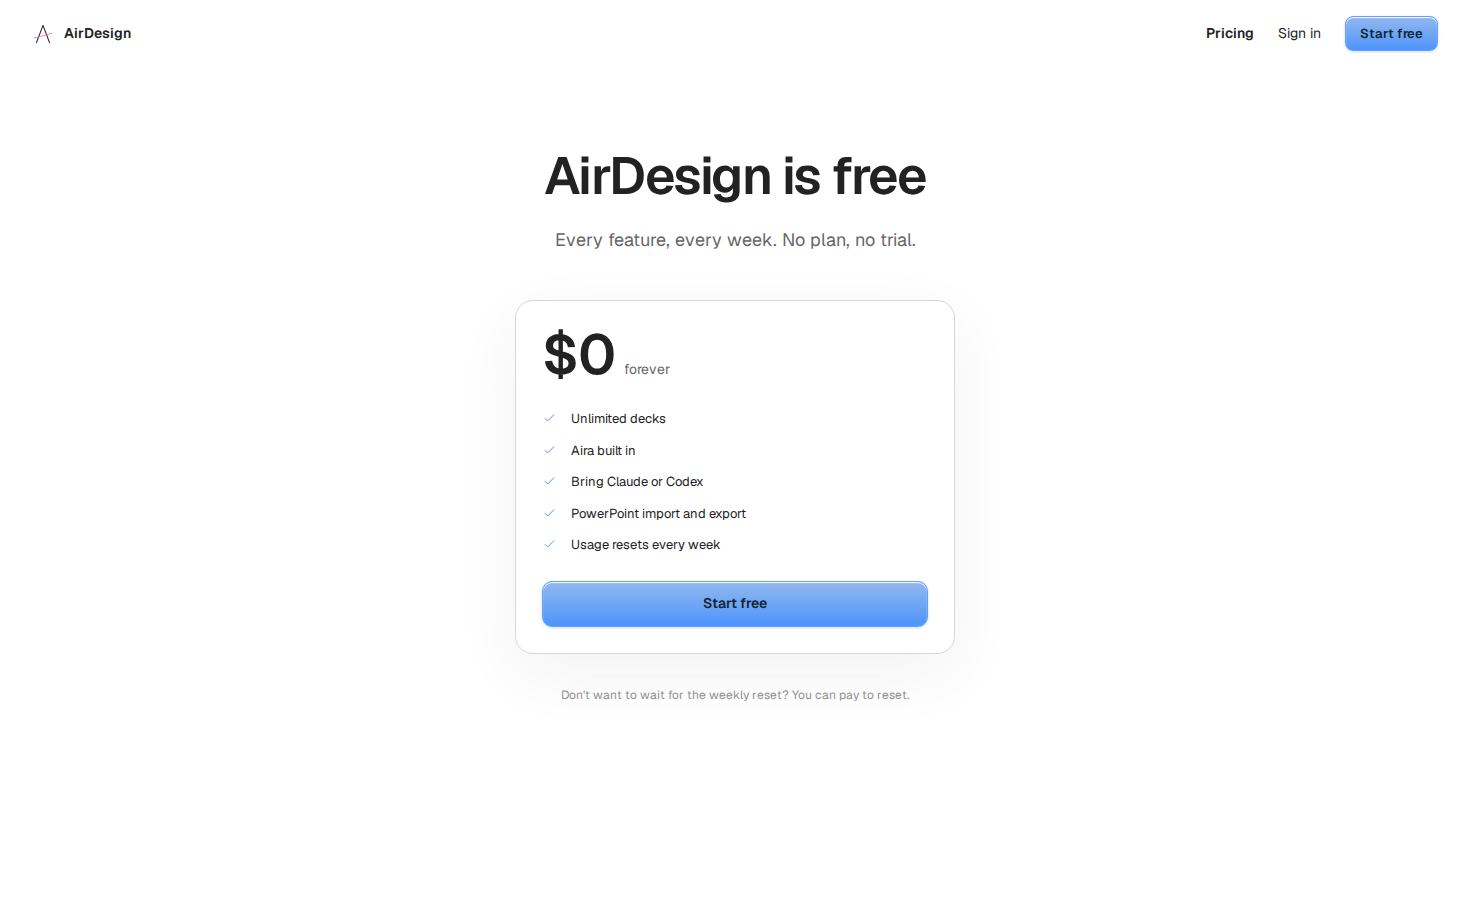 AirDesign
Pricing
Sign in
Start free
AirDesign is free
Every feature, every week. No plan, no trial.
$0 forever
Unlimited decks
Aira built in
Bring Claude or Codex
PowerPoint import and export
Usage resets every week
Start free
Don't want to wait for the weekly reset? You can pay to reset.